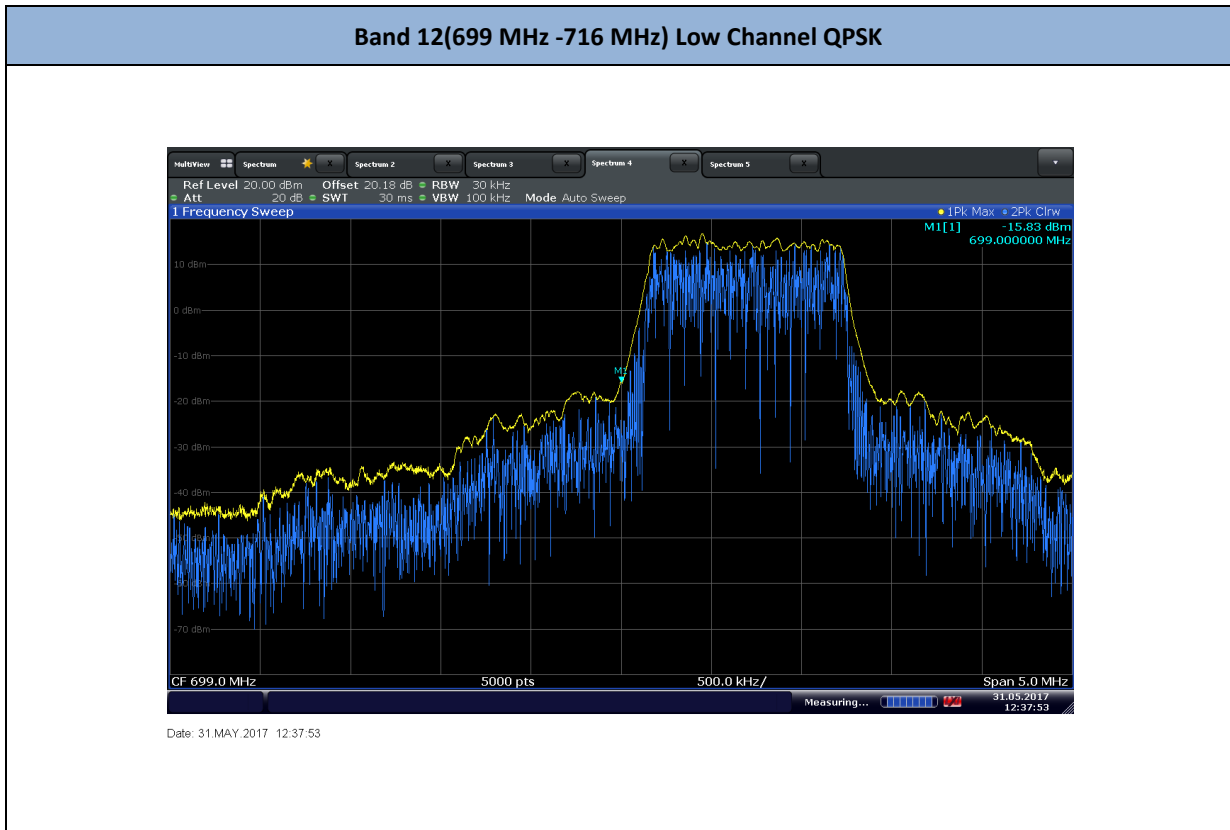 Band 12(699 MHz -716 MHz) Low Channel QPSK
MultiView Spectrum X Spectrum 2 X Spectrum 3 X Spectrum 4 X Spectrum 5 X
Ref Level 20.00 dBm Offset 20.18 dB RBW 30 kHz
Att 20 dB SWT 30 ms VBW 100 kHz Mode Auto Sweep
1 Frequency Sweep 1Pk Max 2Pk Clrw
M1[1] -15.83 dBm
699.000000 MHz
10 dBm
0 dBm
-10 dBm
M1
-20 dBm
-30 dBm
-40 dBm
-50 dBm
-60 dBm
-70 dBm
CF 699.0 MHz 5000 pts 500.0 kHz/ Span 5.0 MHz
Measuring... 31.05.2017
12:37:53
Date: 31.MAY.2017 12:37:53